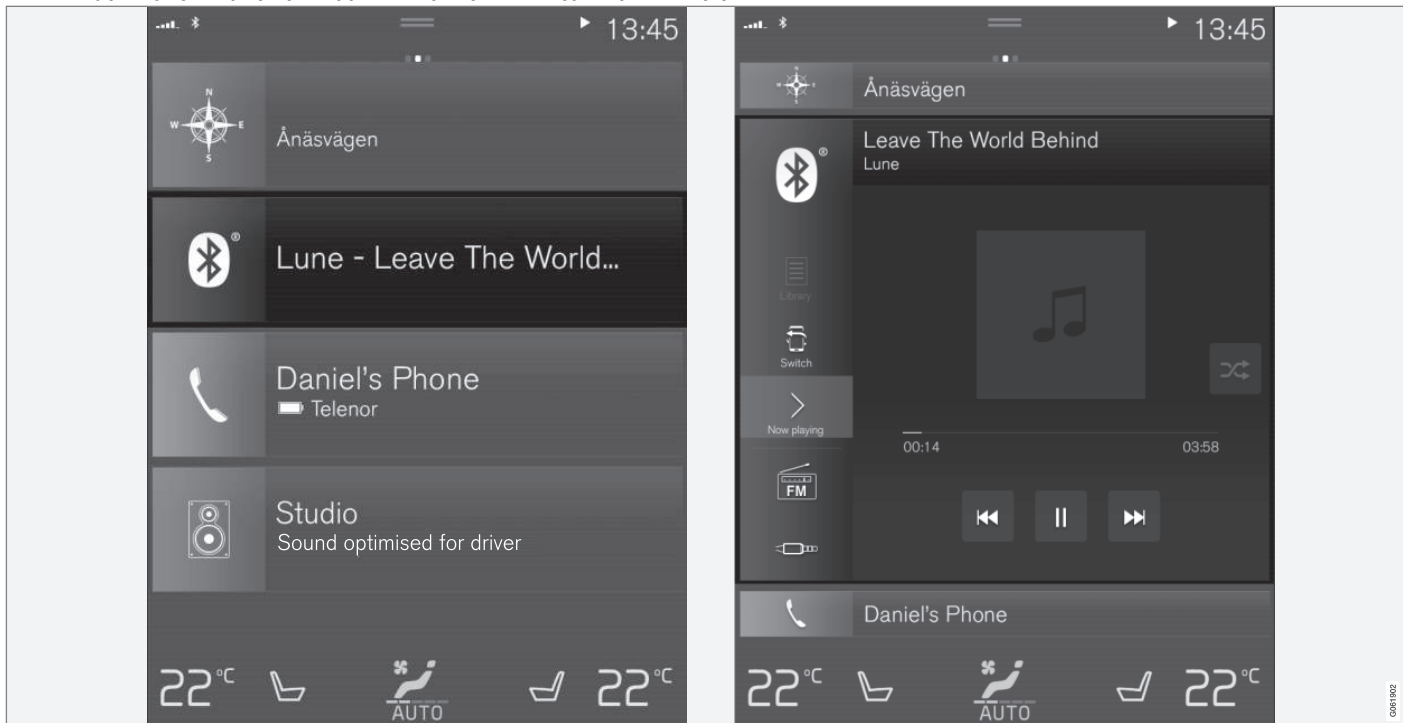 13:45
N
W E
S
Ånäsvägen
Lune - Leave The World...
Daniel's Phone
Telenor
Studio
Sound optimised for driver
22°C
AUTO
22°C
13:45
Ånäsvägen
Leave The World Behind
Lune
Library
Switch
Now playing
00:14
03:58
FM
Daniel's Phone
22°C
AUTO
22°C
G061902